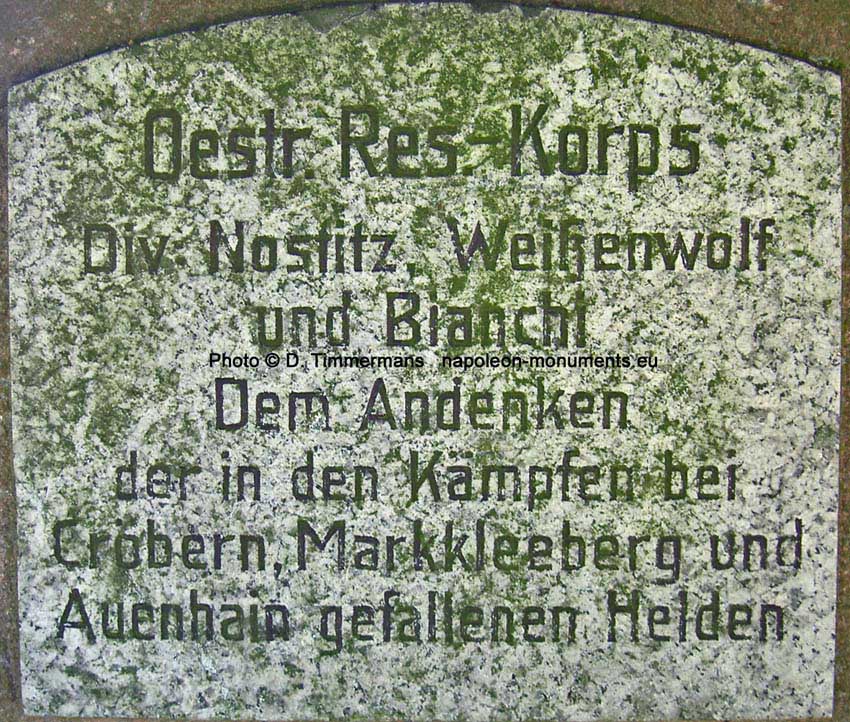 Oestr. Res.-Korps
Div. Nostitz, Weißenwolf
und Bianchi
Photo © D. Timmermans napoleon-monuments.eu
Dem Andenken
der in den Kämpfen bei
Cröbern, Markkleeberg und
Auenhain gefallenen Helden.